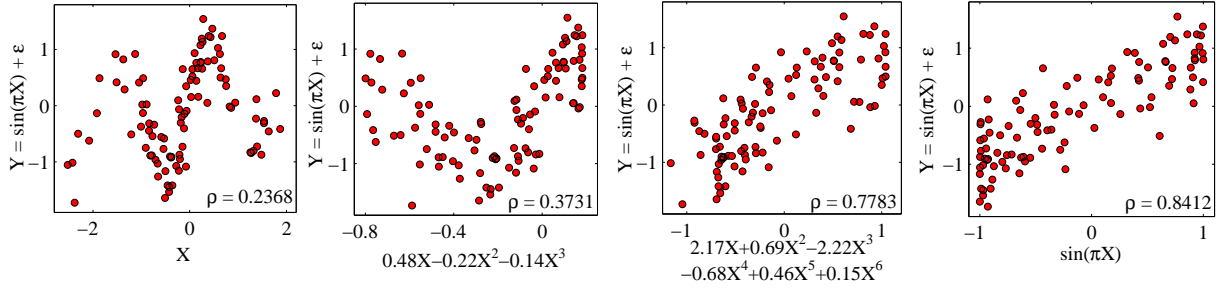 Y = sin(πX) + ε
1
0
−1
−2
0
2
X
ρ = 0.2368
Y = sin(πX) + ε
1
0
−1
−0.8
−0.4
0
0.48X−0.22X²−0.14X³
ρ = 0.3731
Y = sin(πX) + ε
1
0
−1
−1
0
1
2.17X+0.69X²−2.22X³
−0.68X⁴+0.46X⁵+0.15X⁶
ρ = 0.7783
Y = sin(πX) + ε
1
0
−1
−1
0
1
sin(πX)
ρ = 0.8412